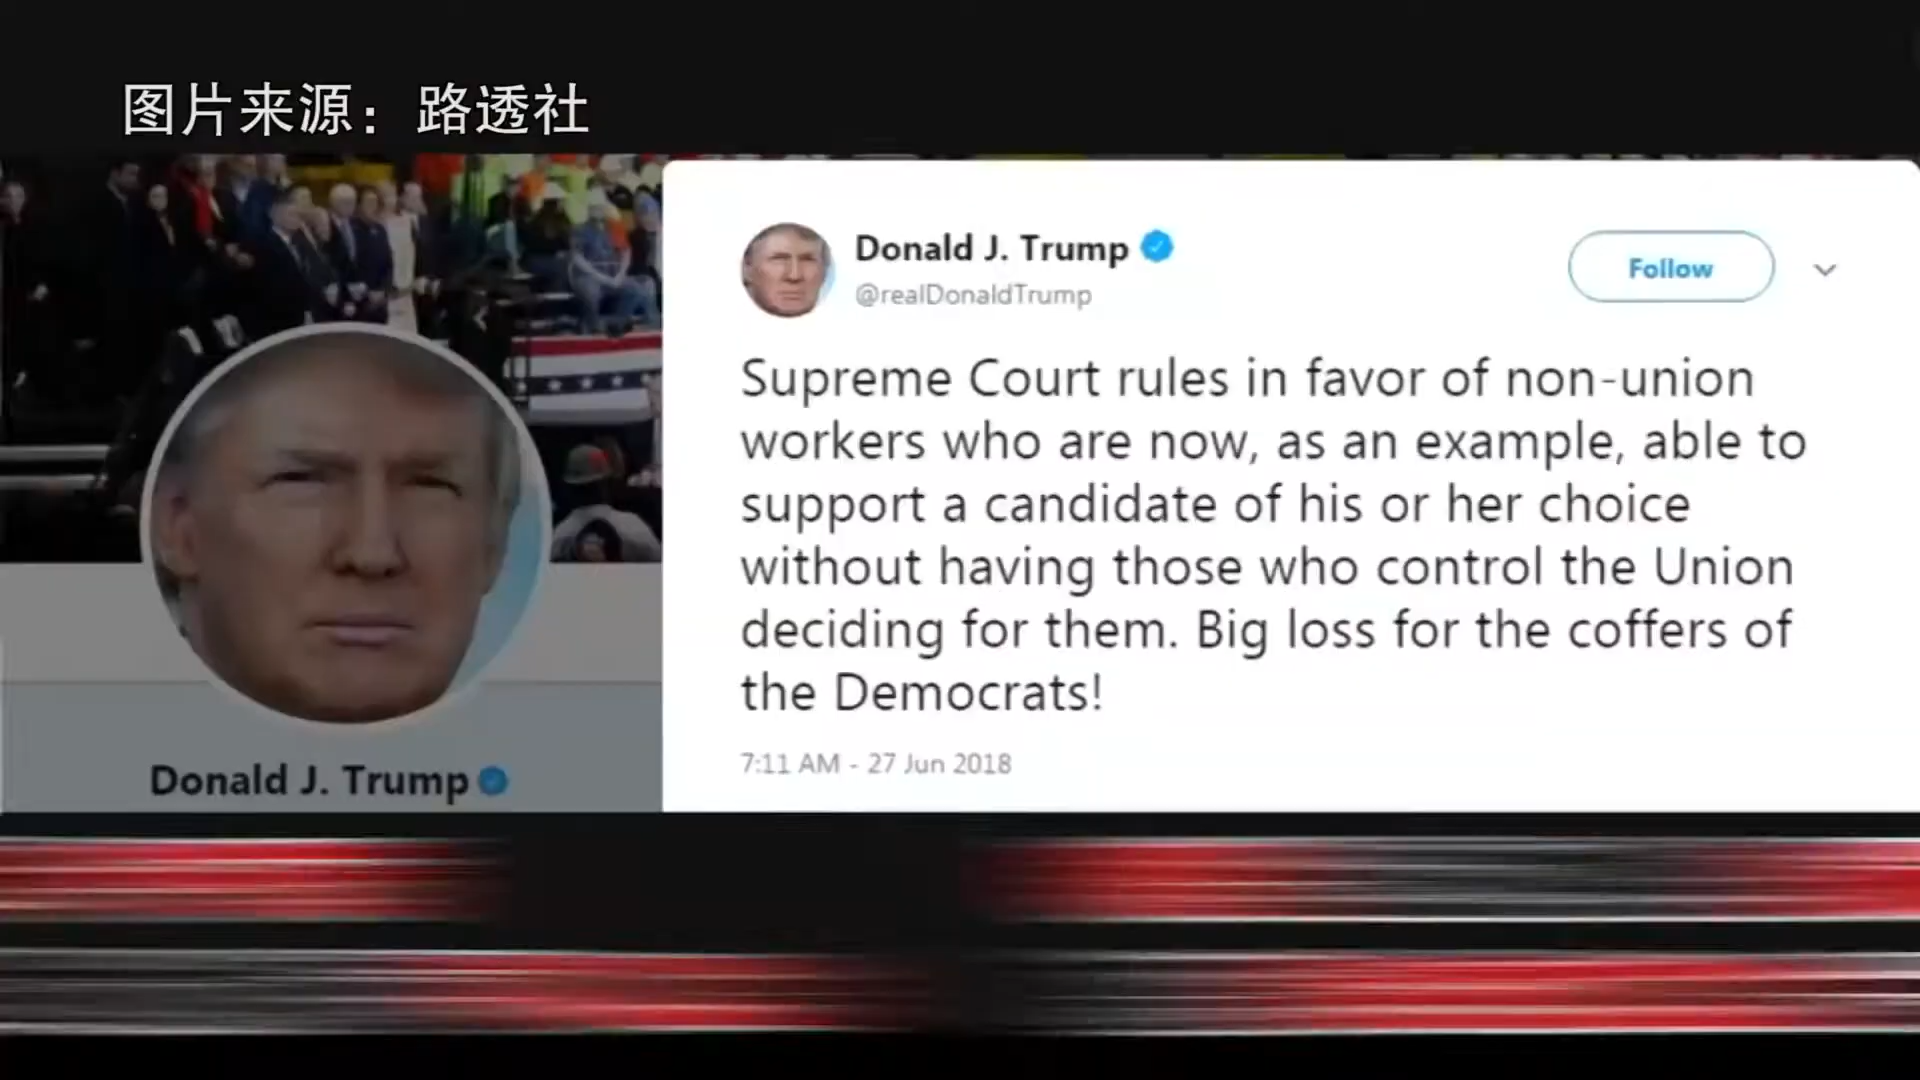 图片来源：路透社
Donald J. Trump
@realDonaldTrump
Follow
Supreme Court rules in favor of non-union
workers who are now, as an example, able to
support a candidate of his or her choice
without having those who control the Union
deciding for them. Big loss for the coffers of
the Democrats!
7:11 AM - 27 Jun 2018
Donald J. Trump